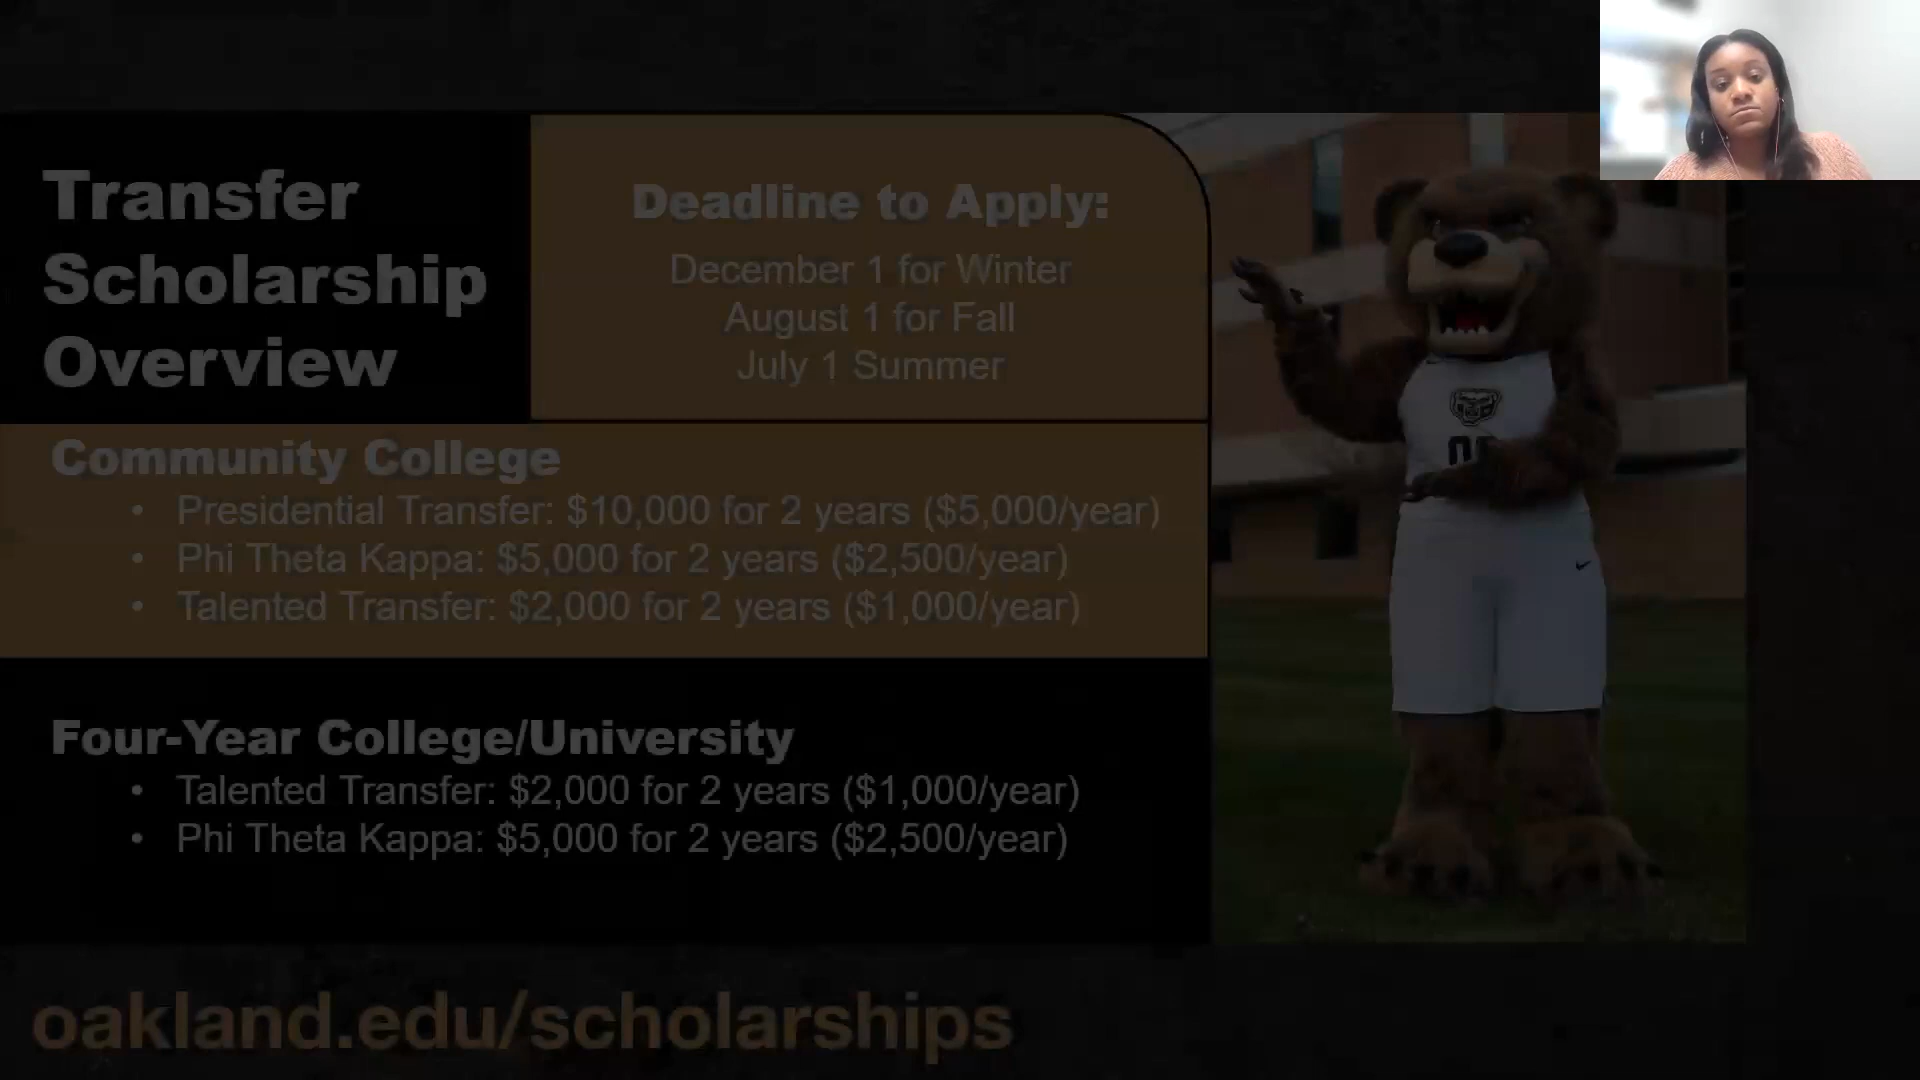 Transfer
Scholarship
Overview
Deadline to Apply:
December 1 for Winter
August 1 for Fall
July 1 Summer
Community College
• Presidential Transfer: $10,000 for 2 years ($5,000/year)
• Phi Theta Kappa: $5,000 for 2 years ($2,500/year)
• Talented Transfer: $2,000 for 2 years ($1,000/year)
Four-Year College/University
• Talented Transfer: $2,000 for 2 years ($1,000/year)
• Phi Theta Kappa: $5,000 for 2 years ($2,500/year)
oakland.edu/scholarships